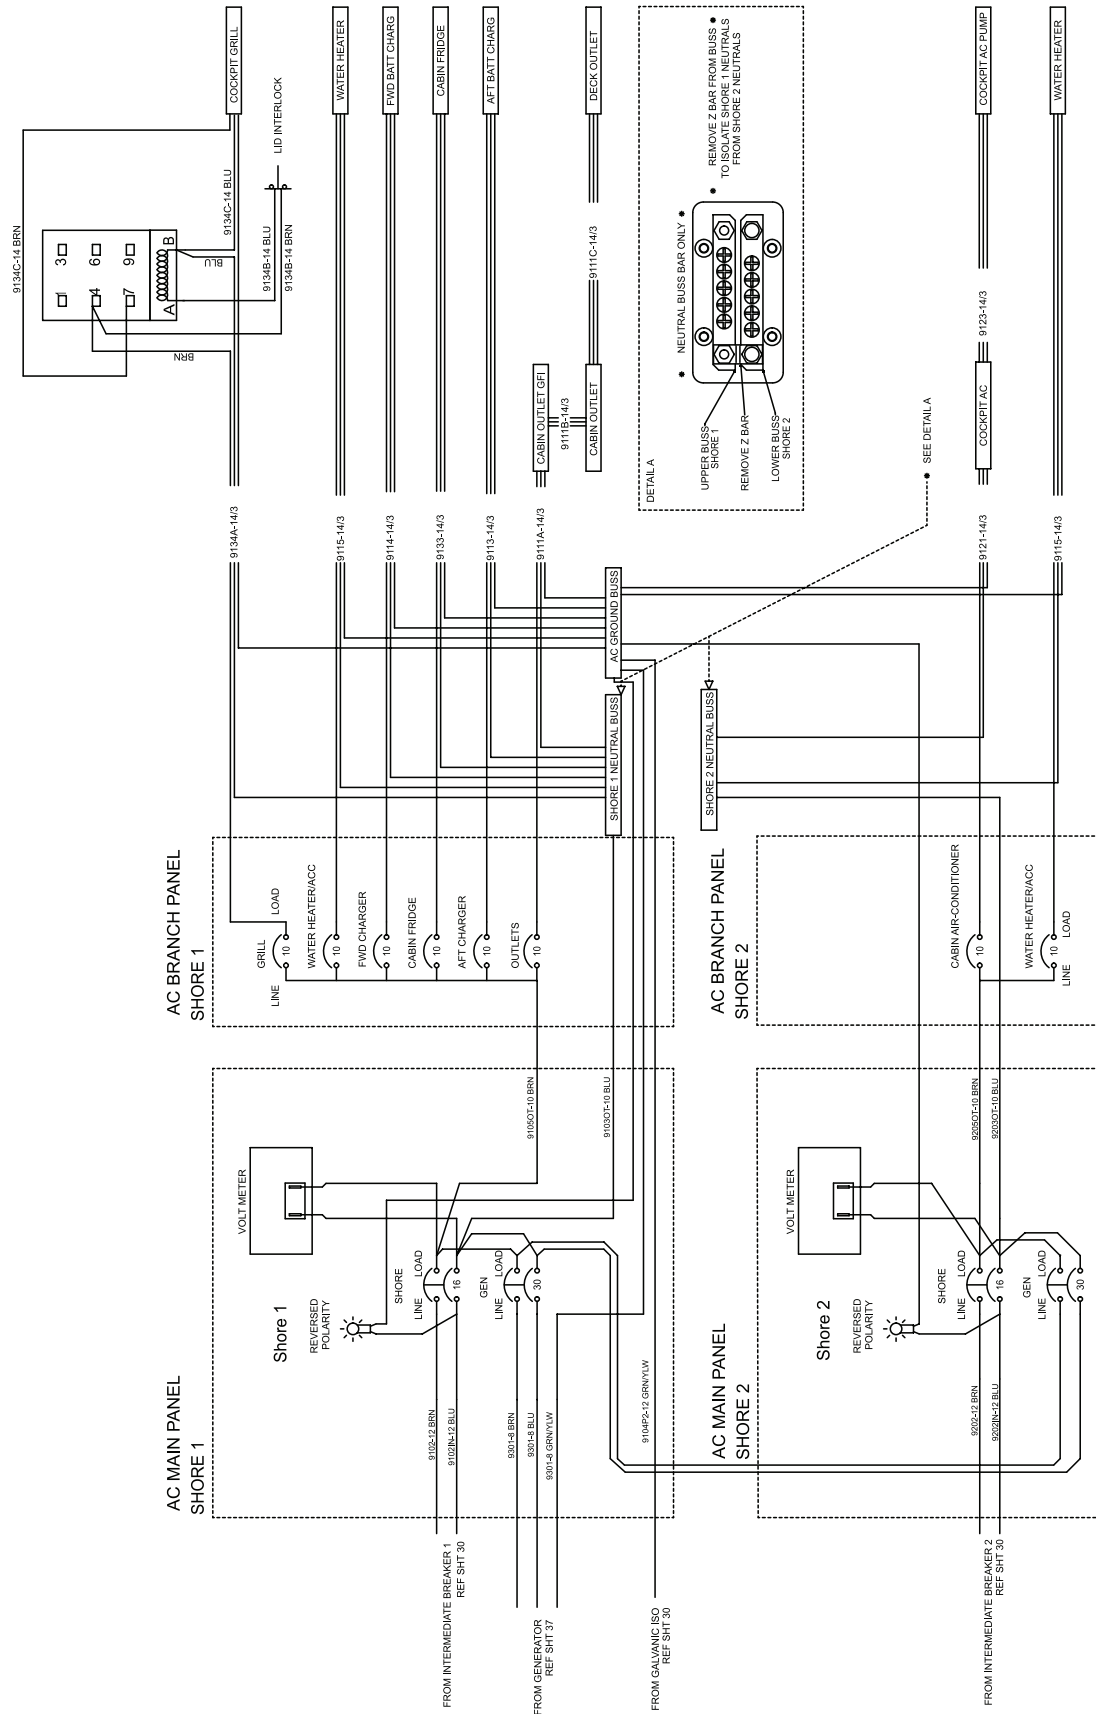 COCKPIT GRILL
WATER HEATER
FWD BATT CHARG
CABIN FRIDGE
AFT BATT CHARG
DECK OUTLET
COCKPIT AC PUMP
WATER HEATER
LID INTERLOCK
9134C-14 BRN
9134C-14 BLU
9134B-14 BLU
9134B-14 BRN
BLU
BRN
1
3
4
6
7
9
A
B
9111C-14/3
CABIN OUTLET GFI
9111B-14/3
CABIN OUTLET
9123-14/3
COCKPIT AC
DETAIL A
NEUTRAL BUSS BAR ONLY
REMOVE Z BAR FROM BUSS
TO ISOLATE SHORE 1 NEUTRALS
FROM SHORE 2 NEUTRALS
UPPER BUSS
SHORE 1
REMOVE Z BAR
LOWER BUSS
SHORE 2
SEE DETAIL A
9134A-14/3
9115-14/3
9114-14/3
9133-14/3
9113-14/3
9111A-14/3
9121-14/3
9115-14/3
AC GROUND BUSS
SHORE 1 NEUTRAL BUSS
SHORE 2 NEUTRAL BUSS
AC BRANCH PANEL
SHORE 1
LINE
LOAD
GRILL
10
WATER HEATER/ACC
10
FWD CHARGER
10
CABIN FRIDGE
10
AFT CHARGER
10
OUTLETS
10
AC BRANCH PANEL
SHORE 2
CABIN AIR-CONDITIONER
10
WATER HEATER/ACC
10
LINE
LOAD
AC MAIN PANEL
SHORE 1
VOLT METER
Shore 1
REVERSED
POLARITY
SHORE
LINE
LOAD
16
GEN
LINE
LOAD
30
9105OT-10 BRN
9103OT-10 BLU
9102-12 BRN
9102IN-12 BLU
9301-8 BRN
9301-8 BLU
9301-8 GRN/YLW
9104P2-12 GRN/YLW
FROM INTERMEDIATE BREAKER 1
REF SHT 30
FROM GENERATOR
REF SHT 37
FROM GALVANIC ISO
REF SHT 30
AC MAIN PANEL
SHORE 2
VOLT METER
Shore 2
REVERSED
POLARITY
SHORE
LINE
LOAD
16
GEN
LINE
LOAD
30
9205OT-10 BRN
9203OT-10 BLU
9202-12 BRN
9202IN-12 BLU
FROM INTERMEDIATE BREAKER 2
REF SHT 30